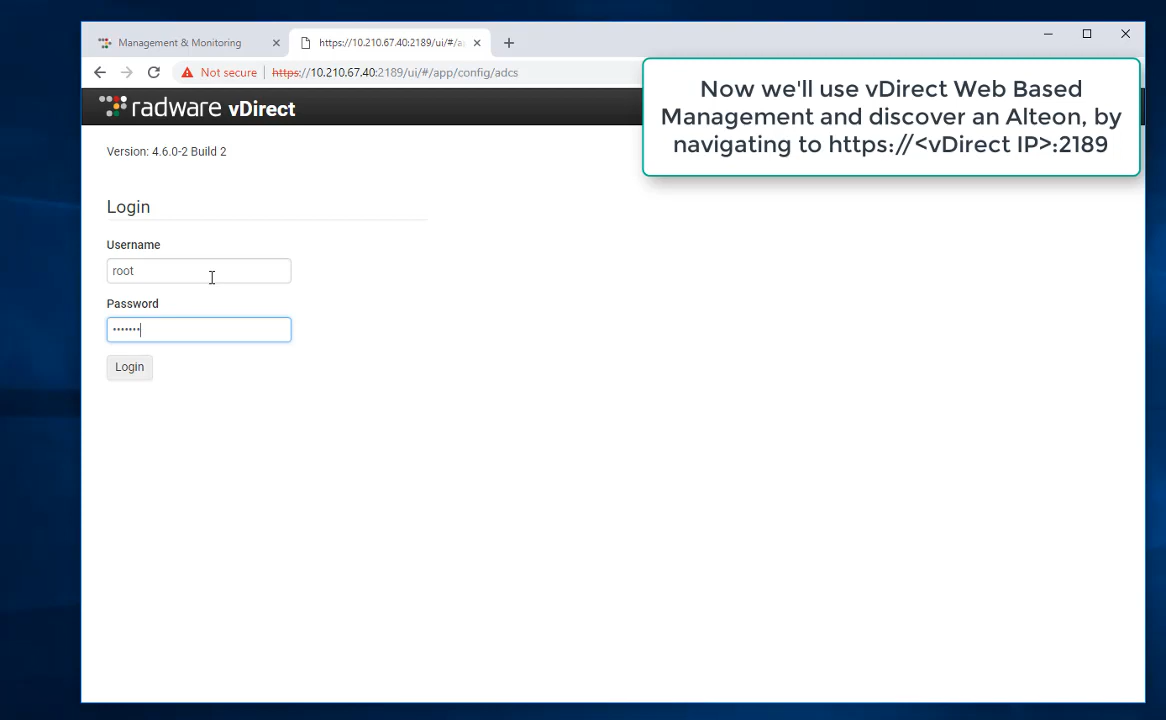 Management & Monitoring
https://10.210.67.40:2189/ui/#/a
Not secure
https://10.210.67.40:2189/ui/#/app/config/adcs
Now we'll use vDirect Web Based
Management and discover an Alteon, by
navigating to https://<vDirect IP>:2189
radware vDirect
Version: 4.6.0-2 Build 2
Login
Username
root
Password
•••••••
Login